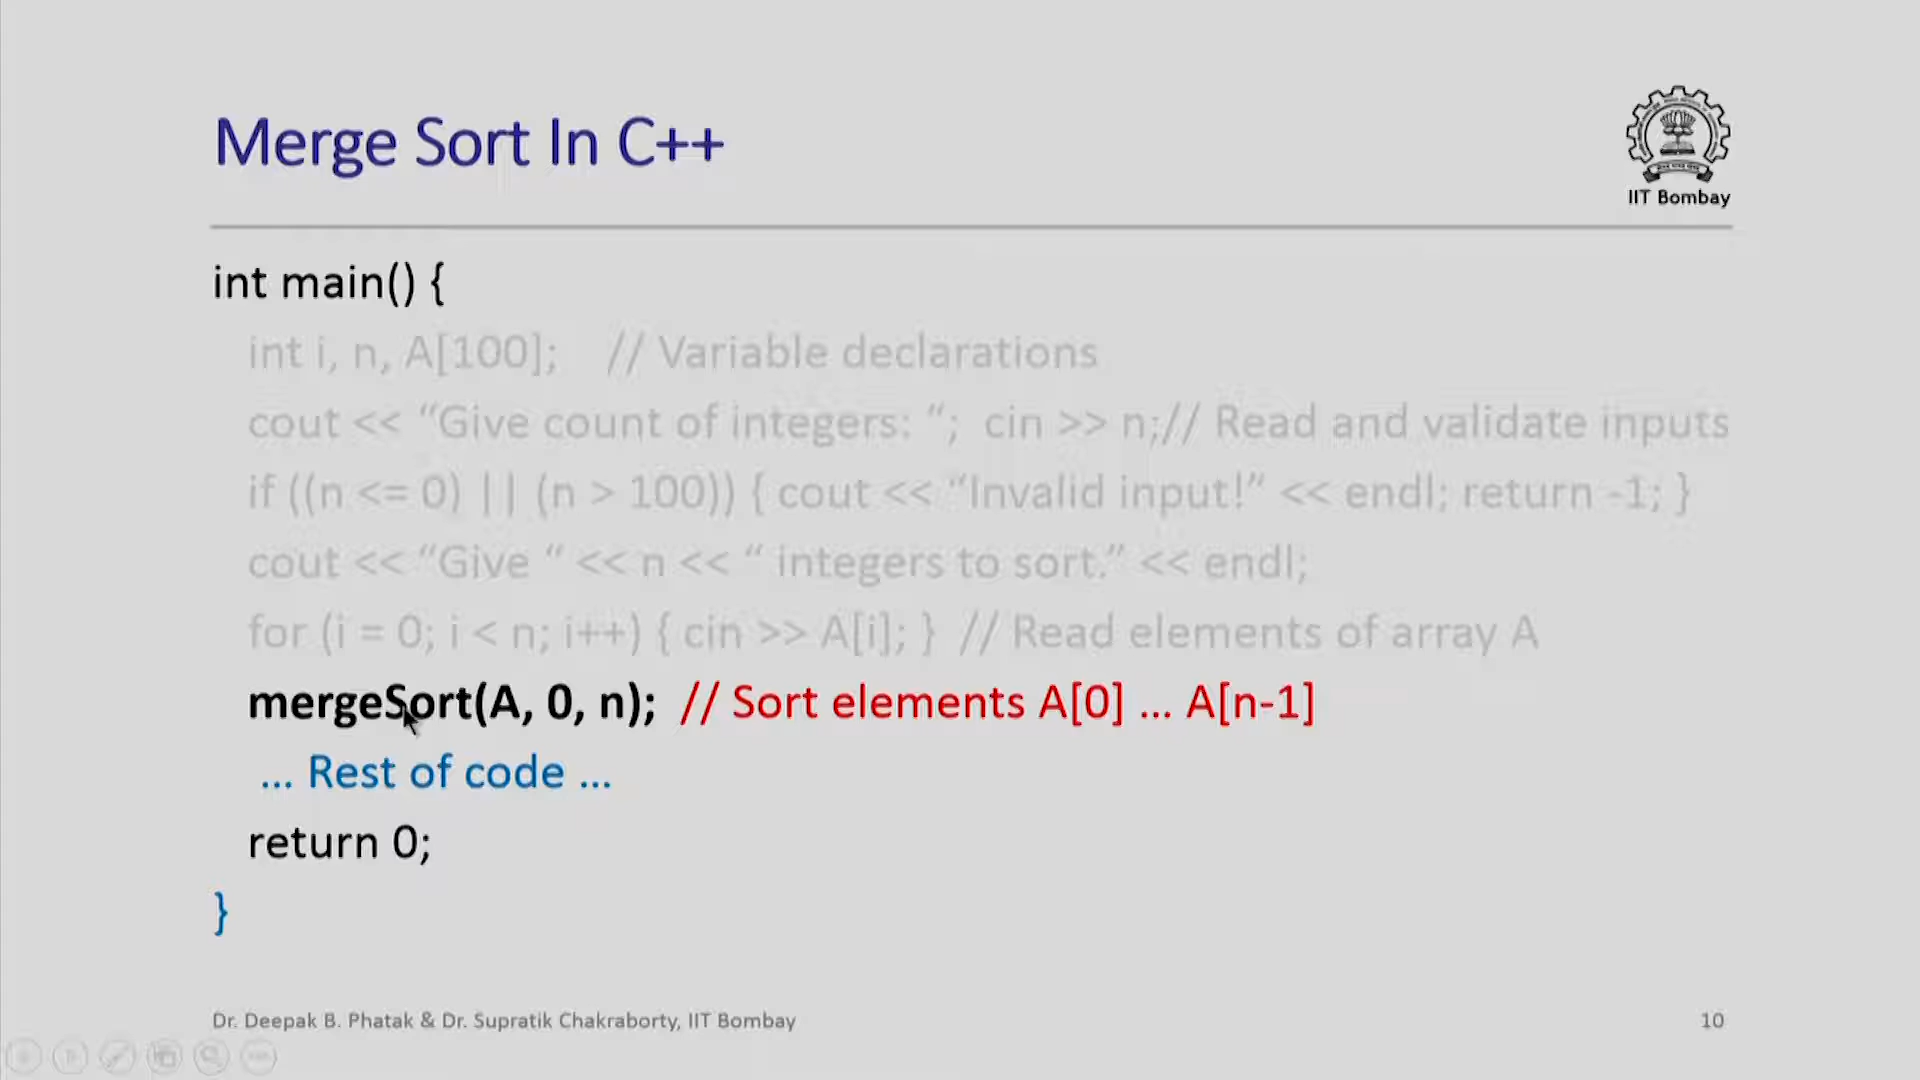 Merge Sort In C++
IIT Bombay
int main() {
int i, n, A[100];    // Variable declarations
cout << “Give count of integers: “;  cin >> n;// Read and validate inputs
if ((n <= 0) || (n > 100)) { cout << “Invalid input!” << endl; return -1; }
cout << “Give “ << n << “ integers to sort.” << endl;
for (i = 0; i < n; i++) { cin >> A[i]; }  // Read elements of array A
mergeSort(A, 0, n);  // Sort elements A[0] … A[n-1]
… Rest of code …
return 0;
}
Dr. Deepak B. Phatak & Dr. Supratik Chakraborty, IIT Bombay
10